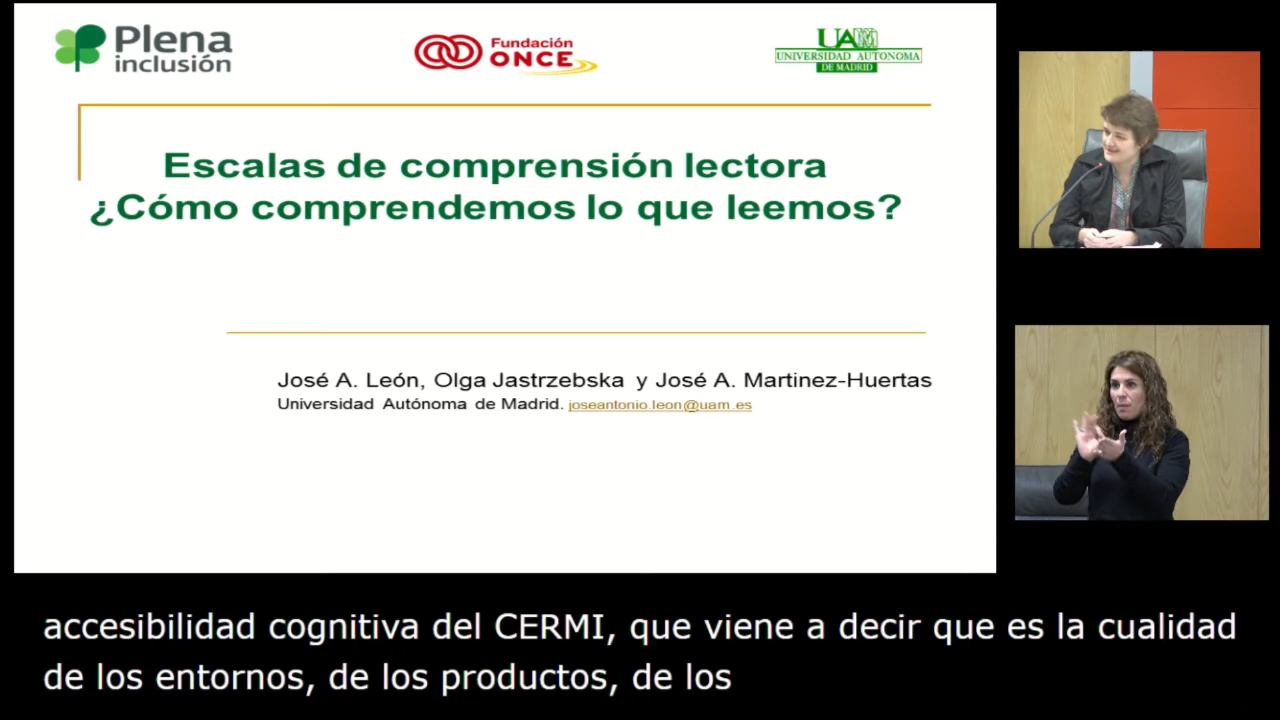 Plena
inclusión
Fundación
ONCE
UAM
UNIVERSIDAD AUTONOMA
DE MADRID
Escalas de comprensión lectora
¿Cómo comprendemos lo que leemos?
José A. León, Olga Jastrzebska y José A. Martinez-Huertas
Universidad Autónoma de Madrid. joseantonio.leon@uam.es
accesibilidad cognitiva del CERMI, que viene a decir que es la cualidad
de los entornos, de los productos, de los